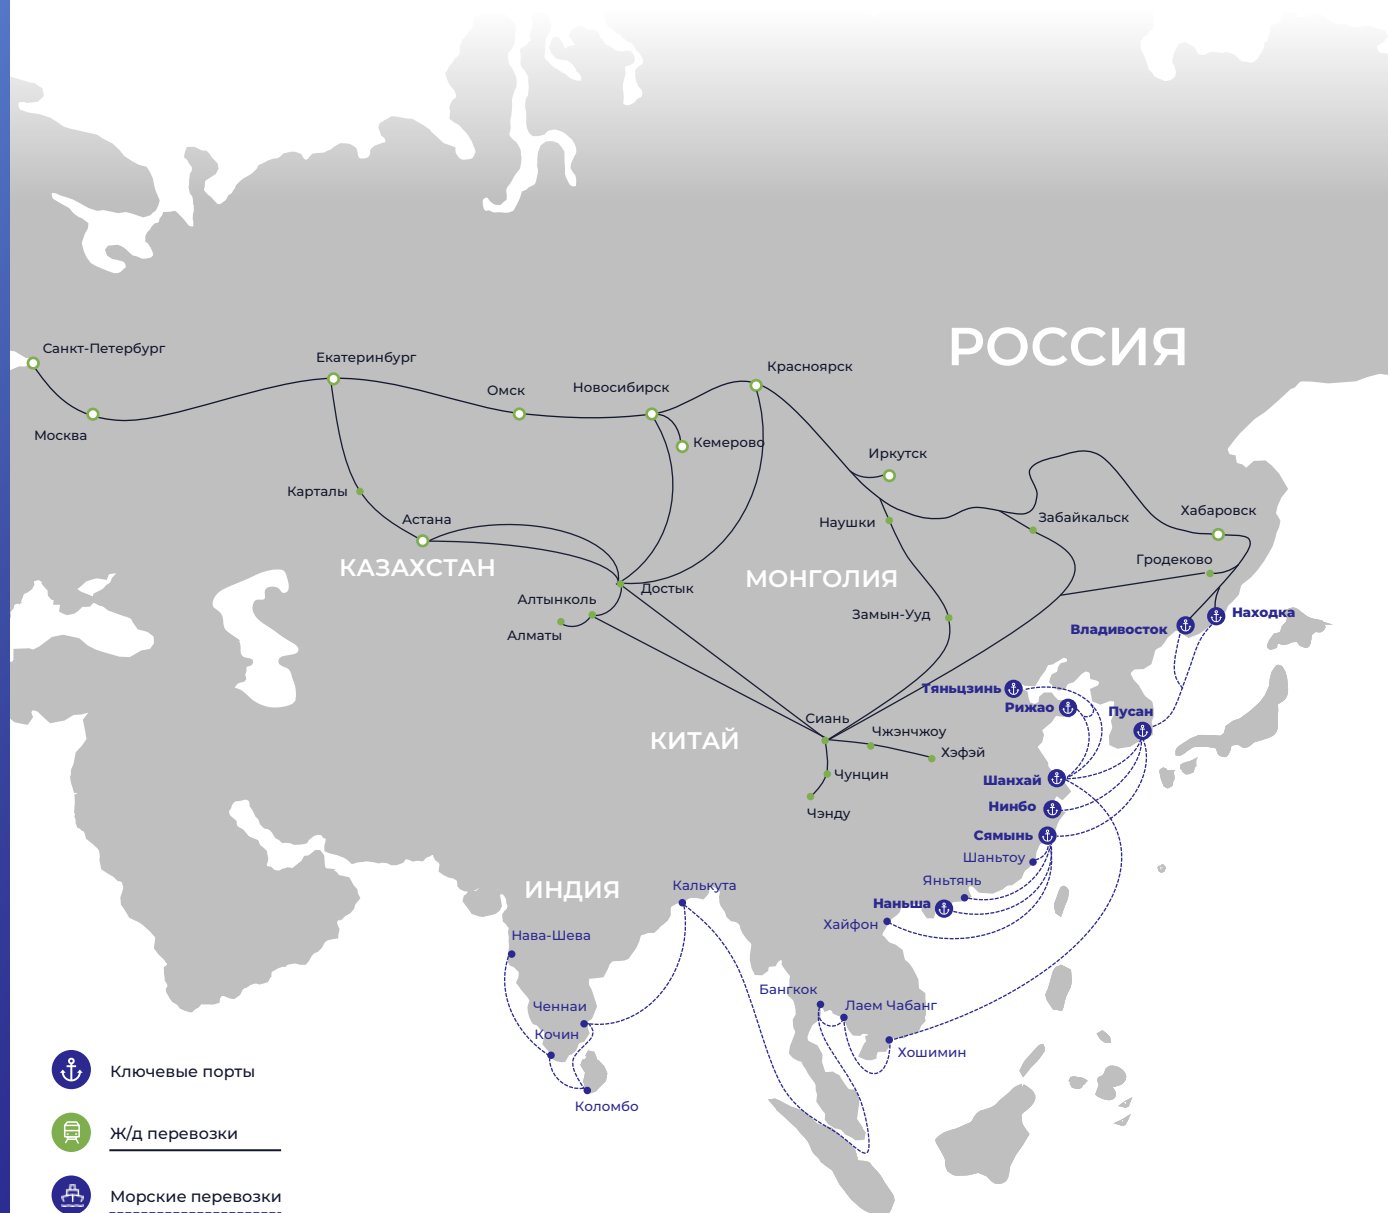 РОССИЯ
Санкт-Петербург
Екатеринбург
Красноярск
Новосибирск
Омск
Москва
Кемерово
Иркутск
Карталы
Хабаровск
Забайкальск
Астана
Наушки
Гродеково
КАЗАХСТАН
МОНГОЛИЯ
Достык
Алтынколь
Находка
Замын-Ууд
Владивосток
Алматы
Тяньцзинь
Рижао
Пусан
Сиань
Чжэнчжоу
КИТАЙ
Хэфэй
Чунцин
Шанхай
Нинбо
Чэнду
Сямынь
Шаньтоу
Яньтянь
Калькута
ИНДИЯ
Наньша
Хайфон
Нава-Шева
Бангкок
Лаем Чабанг
Ченнаи
Кочин
Хошимин
Коломбо
Ключевые порты
Ж/д перевозки
Морские перевозки